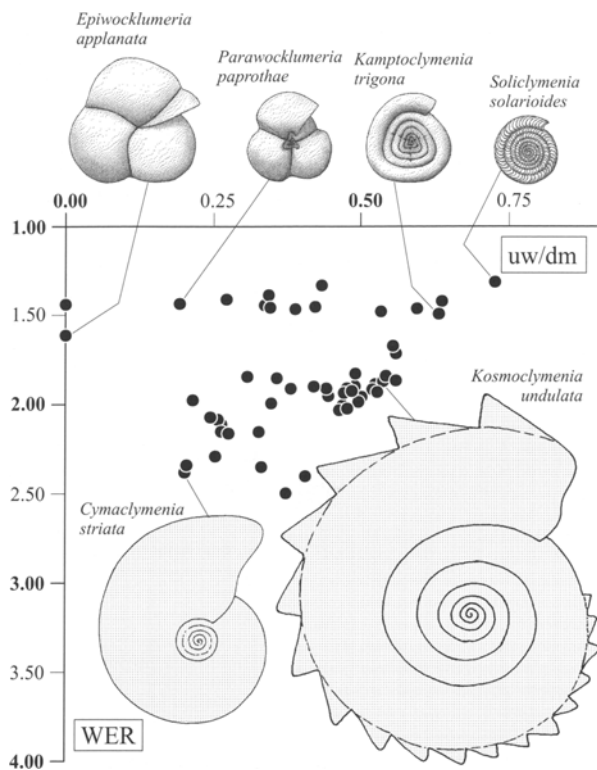 Epiwocklumeria
applanata
Parawocklumeria
paprothae
Kamptoclymenia
trigona
Soliclymenia
solarioides
0.00
0.25
0.50
0.75
1.00
uw/dm
1.50
Kosmoclymenia
undulata
2.00
2.50
Cymaclymenia
striata
3.00
3.50
WER
4.00